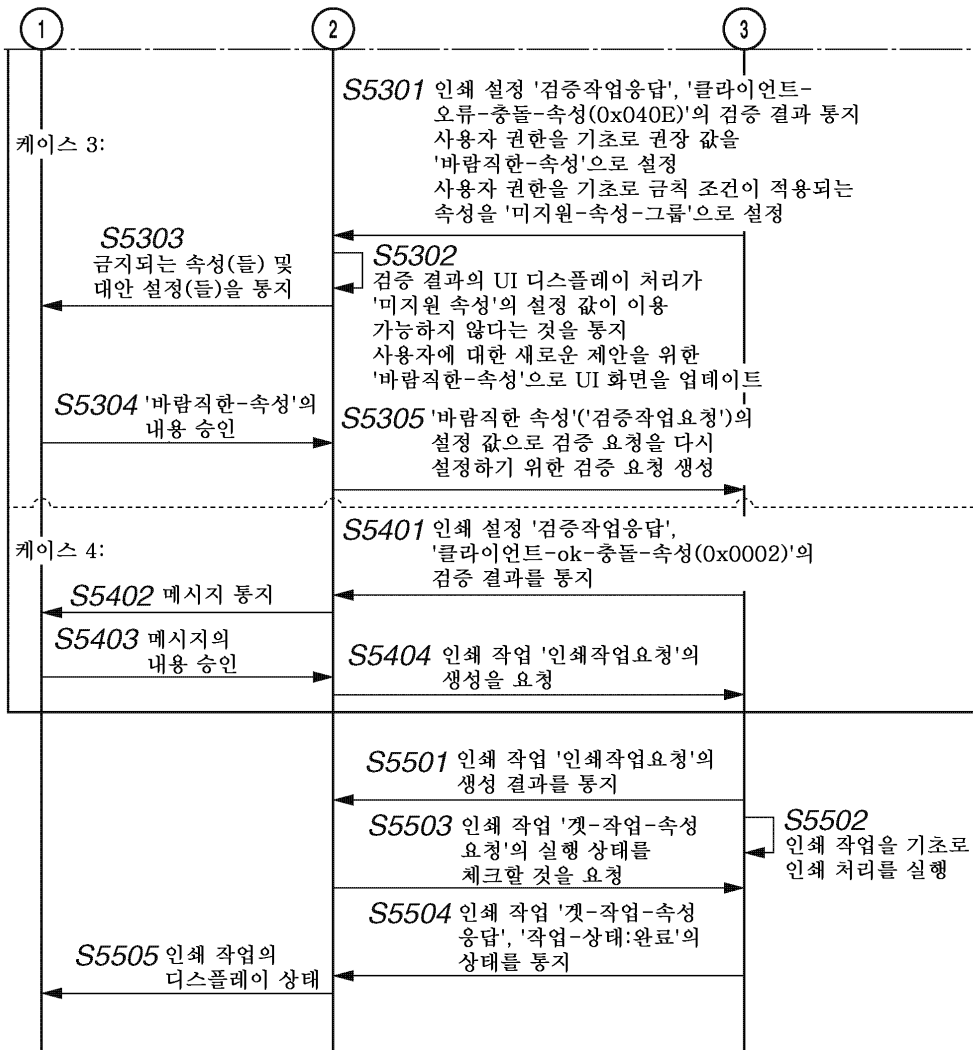 1
2
3
S5301 인쇄 설정 '검증작업응답', '클라이언트-
오류-충돌-속성(0x040E)'의 검증 결과 통지
사용자 권한을 기초로 권장 값을
'바람직한-속성'으로 설정
사용자 권한을 기초로 금칙 조건이 적용되는
속성을 '미지원-속성-그룹'으로 설정
케이스 3:
S5303
금지되는 속성(들) 및
대안 설정(들)을 통지
S5302
검증 결과의 UI 디스플레이 처리가
'미지원 속성'의 설정 값이 이용
가능하지 않다는 것을 통지
사용자에 대한 새로운 제안을 위한
'바람직한-속성'으로 UI 화면을 업데이트
S5304 '바람직한-속성'의
내용 승인
S5305 '바람직한 속성'('검증작업요청')의
설정 값으로 검증 요청을 다시
설정하기 위한 검증 요청 생성
케이스 4:
S5401 인쇄 설정 '검증작업응답',
'클라이언트-ok-충돌-속성(0x0002)'의
검증 결과를 통지
S5402 메시지 통지
S5403 메시지의
내용 승인
S5404 인쇄 작업 '인쇄작업요청'의
생성을 요청
S5501 인쇄 작업 '인쇄작업요청'의
생성 결과를 통지
S5502
인쇄 작업을 기초로
인쇄 처리를 실행
S5503 인쇄 작업 '겟-작업-속성
요청'의 실행 상태를
체크할 것을 요청
S5504 인쇄 작업 '겟-작업-속성
응답', '작업-상태:완료'의
상태를 통지
S5505 인쇄 작업의
디스플레이 상태